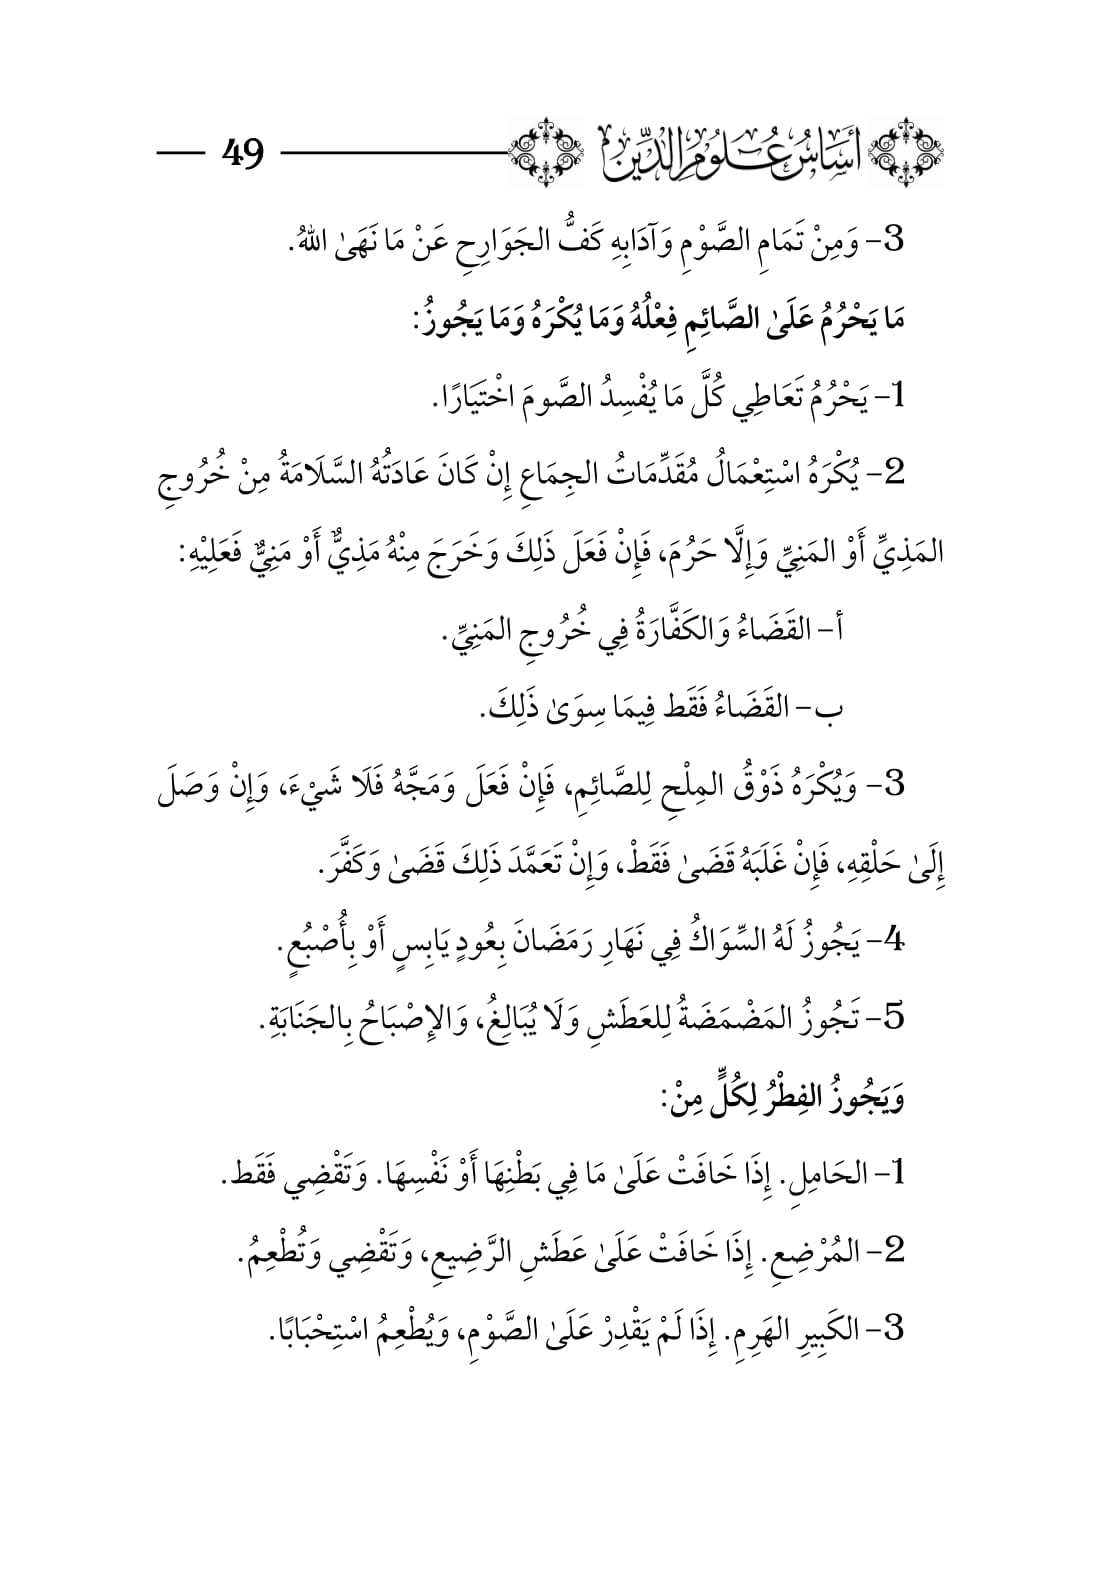 أَسَاسُ عُلُومِ الدِّينِ 49
3- وَمِنْ تَمَامِ الصَّوْمِ وَآدَابِهِ كَفُّ الجَوَارِحِ عَنْ مَا نَهَىٰ اللهُ.
مَا يَحْرُمُ عَلَىٰ الصَّائِمِ فِعْلُهُ وَمَا يُكْرَهُ وَمَا يَجُوزُ:
1- يَحْرُمُ تَعَاطِي كُلَّ مَا يُفْسِدُ الصَّومَ اخْتَيَارًا.
2- يُكْرَهُ اسْتِعْمَالُ مُقَدِّمَاتُ الجِمَاعِ إِنْ كَانَ عَادَتُهُ السَّلَامَةُ مِنْ خُرُوجِ
المَذِيِّ أَوْ المَنِيِّ وَإِلَّا حَرُمَ، فَإِنْ فَعَلَ ذَلِكَ وَخَرَجَ مِنْهُ مَذِيٌّ أَوْ مَنِيٌّ فَعَلِيْهِ:
أ- القَضَاءُ وَالكَفَّارَةُ فِي خُرُوجِ المَنِيِّ.
ب- القَضَاءُ فَقَط فِيمَا سِوَىٰ ذَلِكَ.
3- وَيُكْرَهُ ذَوْقُ المِلْحِ لِلصَّائِمِ، فَإِنْ فَعَلَ وَمَجَّهُ فَلَا شَيْءَ، وَإِنْ وَصَلَ
إِلَىٰ حَلْقِهِ، فَإِنْ غَلَبَهُ قَضَىٰ فَقَطْ، وَإِنْ تَعَمَّدَ ذَلِكَ قَضَىٰ وَكَفَّرَ.
4- يَجُوزُ لَهُ السِّوَاكُ فِي نَهَارِ رَمَضَانَ بِعُودٍ يَابِسٍ أَوْ بِأُصْبُعٍ.
5- تَجُوزُ المَضْمَضَةُ لِلعَطَشِ وَلَا يُبَالِغُ، وَالإِصْبَاحُ بِالجَنَابَةِ.
وَيَجُوزُ الفِطْرُ لِكُلٍّ مِنْ:
1- الحَامِلِ. إِذَا خَافَتْ عَلَىٰ مَا فِي بَطْنِهَا أَوْ نَفْسِهَا. وَتَقْضِي فَقَط.
2- المُرْضِعِ. إِذَا خَافَتْ عَلَىٰ عَطَشِ الرَّضِيعِ، وَتَقْضِي وَتُطْعِمُ.
3- الكَبِيرِ الهَرِمِ. إِذَا لَمْ يَقْدِرْ عَلَىٰ الصَّوْمِ، وَيُطْعِمُ اسْتِحْبَابًا.